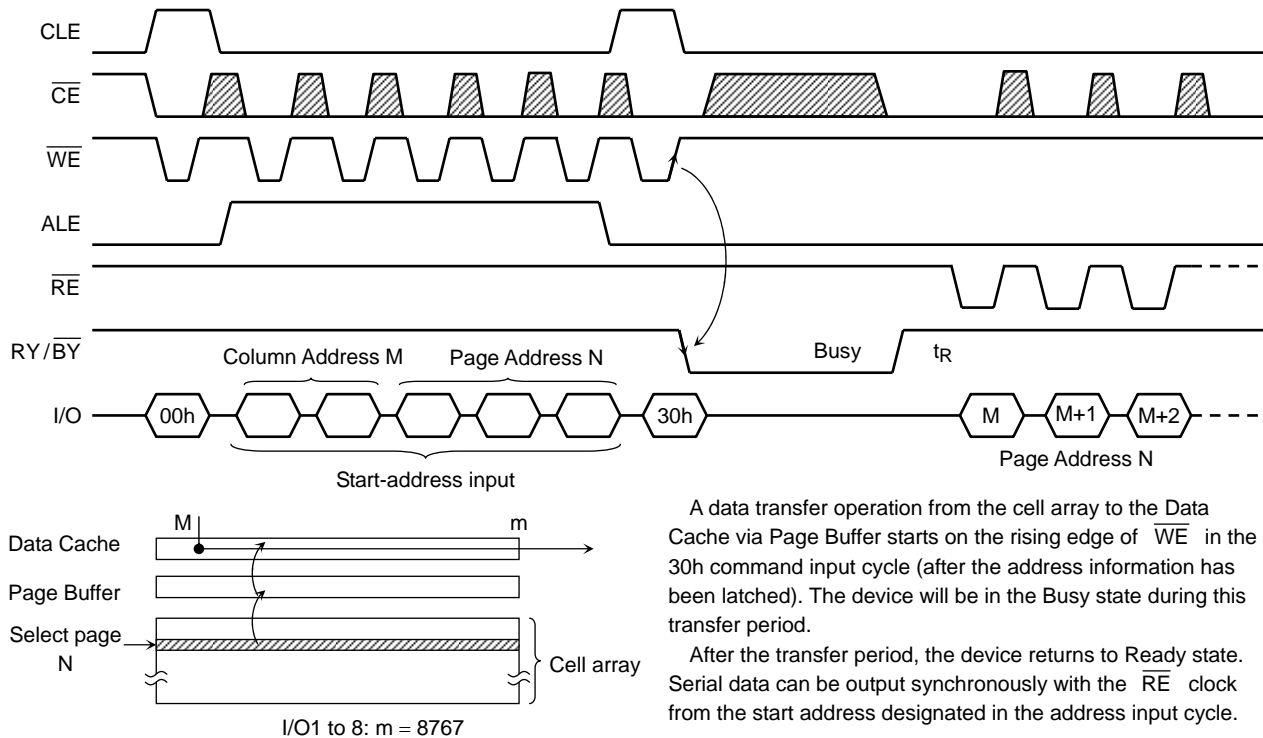 CLE
CE
WE
ALE
RE
RY/BY
Busy
tR
Column Address M
Page Address N
I/O
00h
30h
M
M+1
M+2
Start-address input
Page Address N
M
m
Data Cache
Page Buffer
Select page
N
Cell array
I/O1 to 8: m = 8767
A data transfer operation from the cell array to the Data
Cache via Page Buffer starts on the rising edge of WE in the
30h command input cycle (after the address information has
been latched). The device will be in the Busy state during this
transfer period.
After the transfer period, the device returns to Ready state.
Serial data can be output synchronously with the RE clock
from the start address designated in the address input cycle.